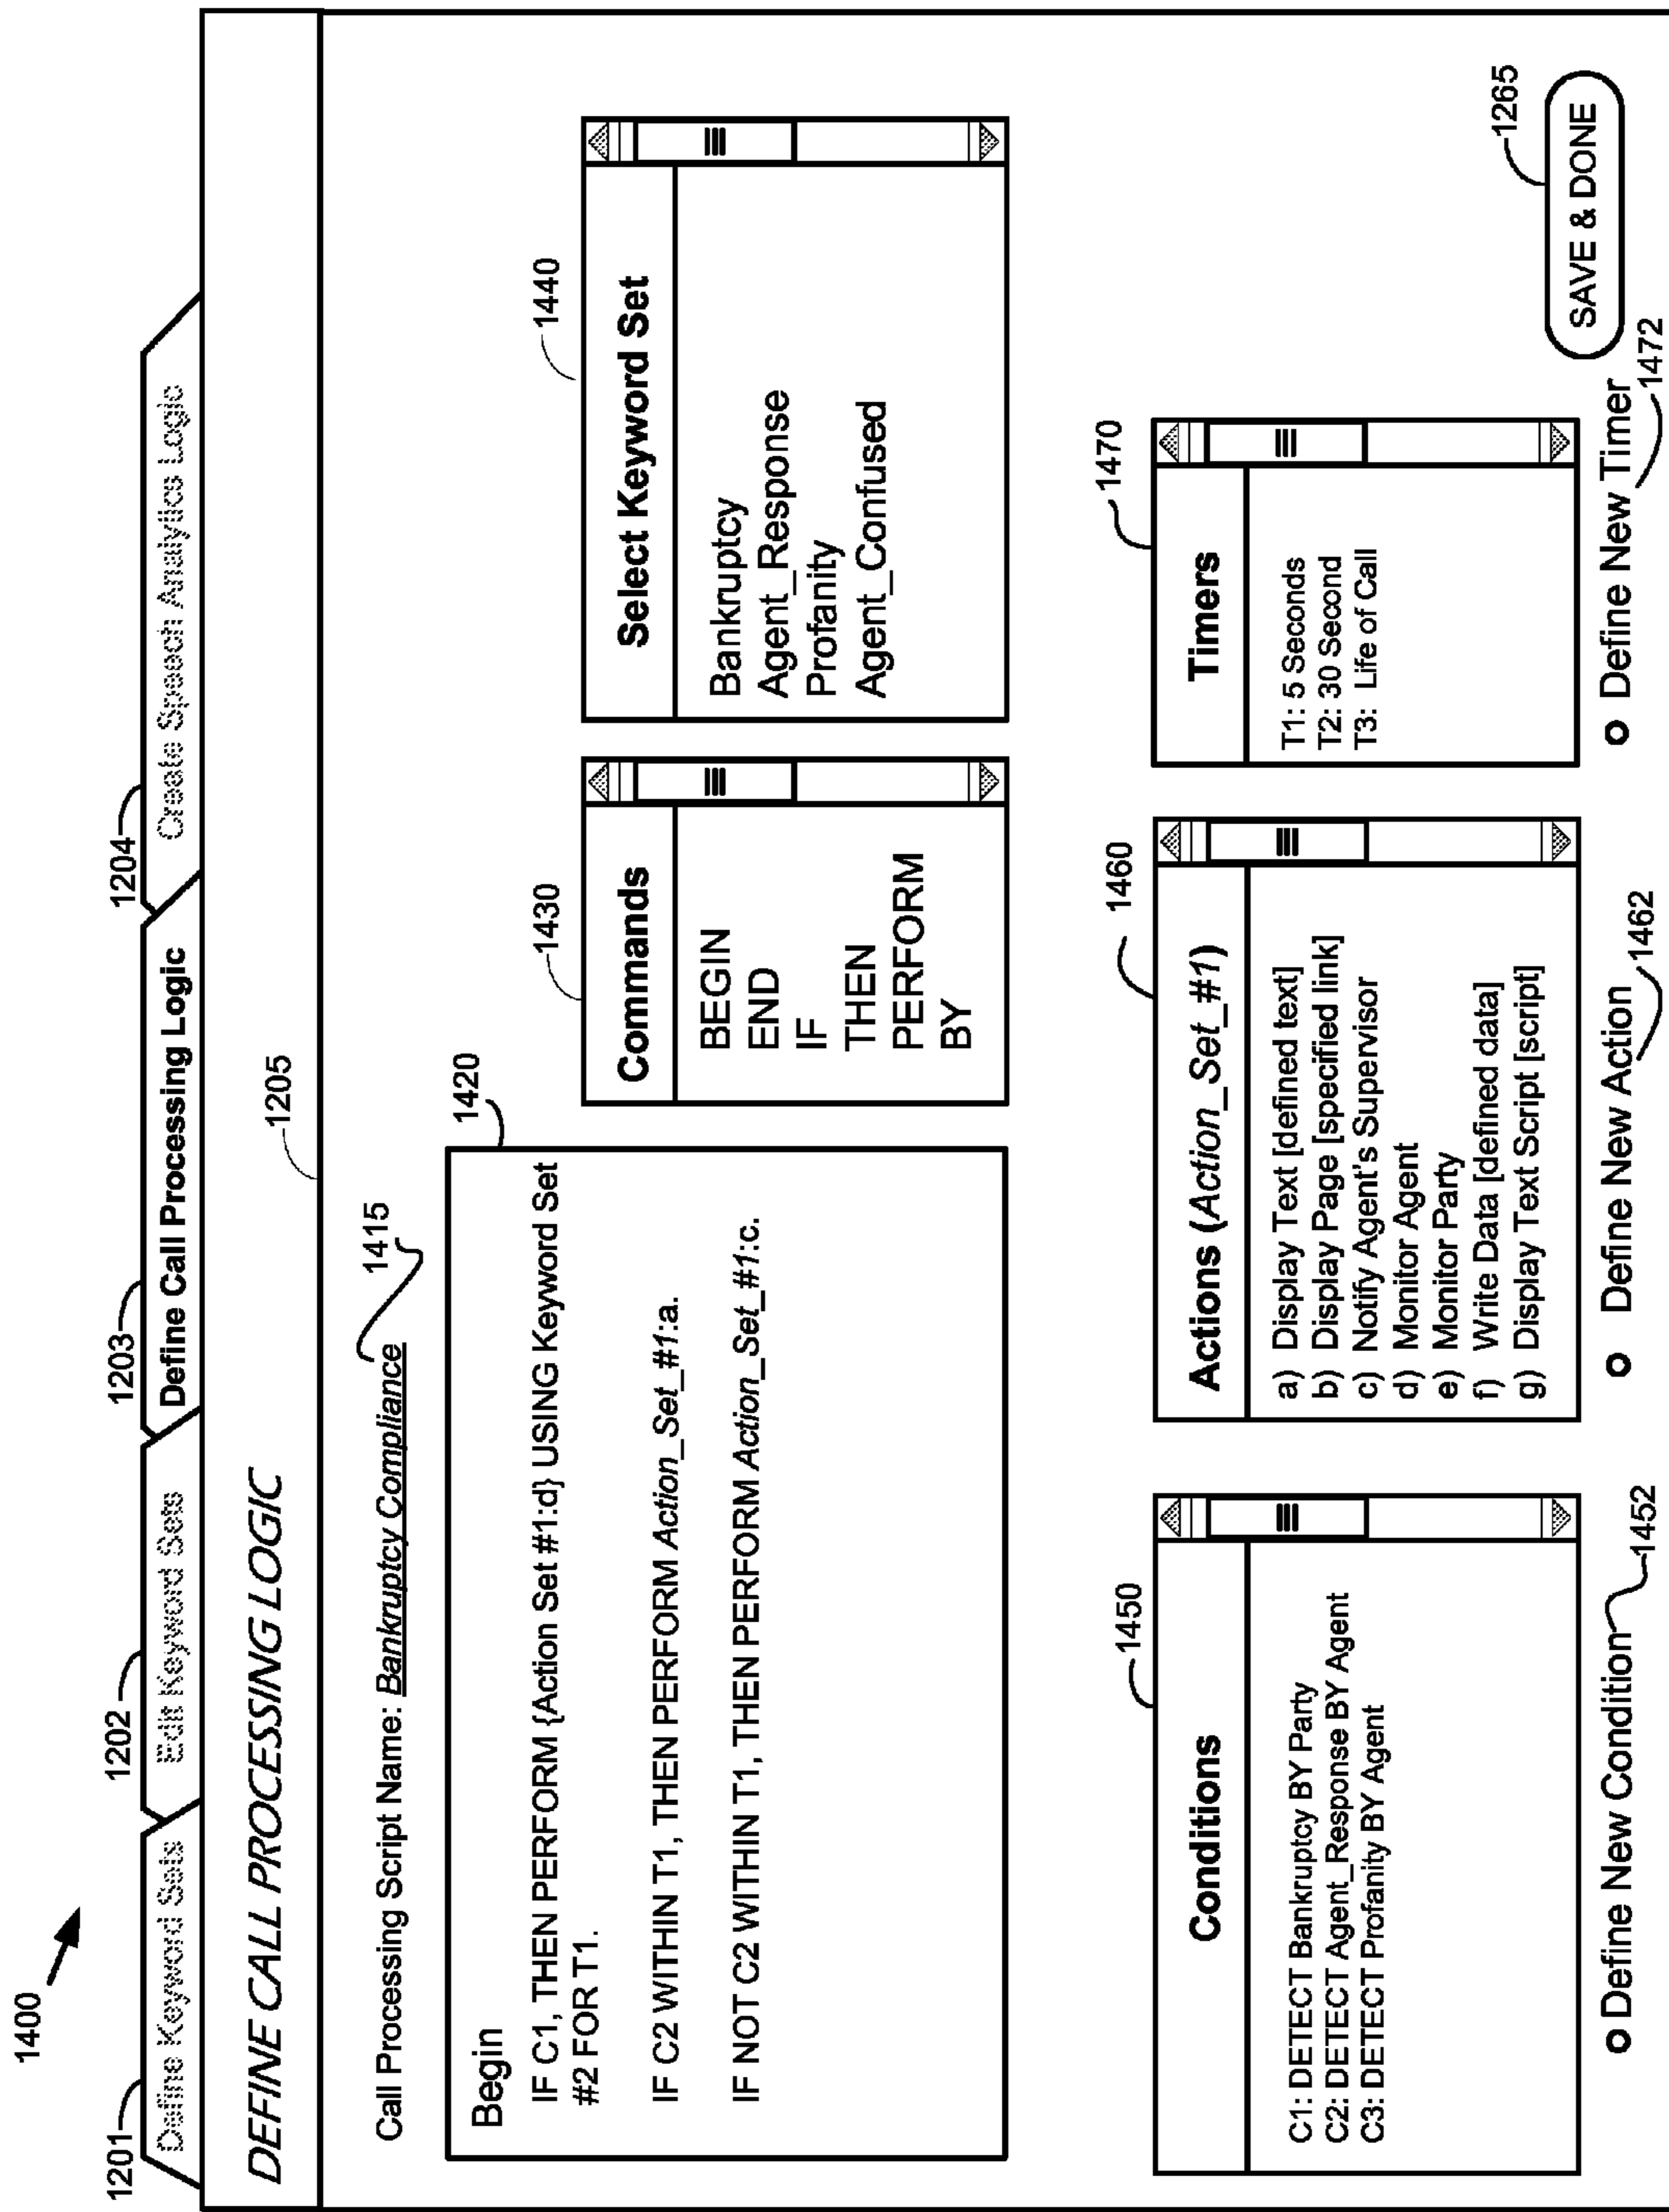 1400
1201
1202
1203
1204
Define Keyword Sets
Edit Keyword Sets
Define Call Processing Logic
Create Speech Analytics Logic
DEFINE CALL PROCESSING LOGIC
1205
Call Processing Script Name: Bankruptcy Compliance
1415
1420
Begin
IF C1, THEN PERFORM {Action Set #1:d} USING Keyword Set
#2 FOR T1.
IF C2 WITHIN T1, THEN PERFORM Action_Set_#1:a.
IF NOT C2 WITHIN T1, THEN PERFORM Action_Set_#1:c.
1430
Commands
BEGIN
END
IF
THEN
PERFORM
BY
1440
Select Keyword Set
Bankruptcy
Agent_Response
Profanity
Agent_Confused
1450
Conditions
C1: DETECT Bankruptcy BY Party
C2: DETECT Agent_Response BY Agent
C3: DETECT Profanity BY Agent
Define New Condition
1452
1460
Actions (Action_Set_#1)
a) Display Text [defined text]
b) Display Page [specified link]
c) Notify Agent's Supervisor
d) Monitor Agent
e) Monitor Party
f) Write Data [defined data]
g) Display Text Script [script]
Define New Action
1462
1470
Timers
T1: 5 Seconds
T2: 30 Second
T3: Life of Call
Define New Timer
1472
1265
SAVE & DONE